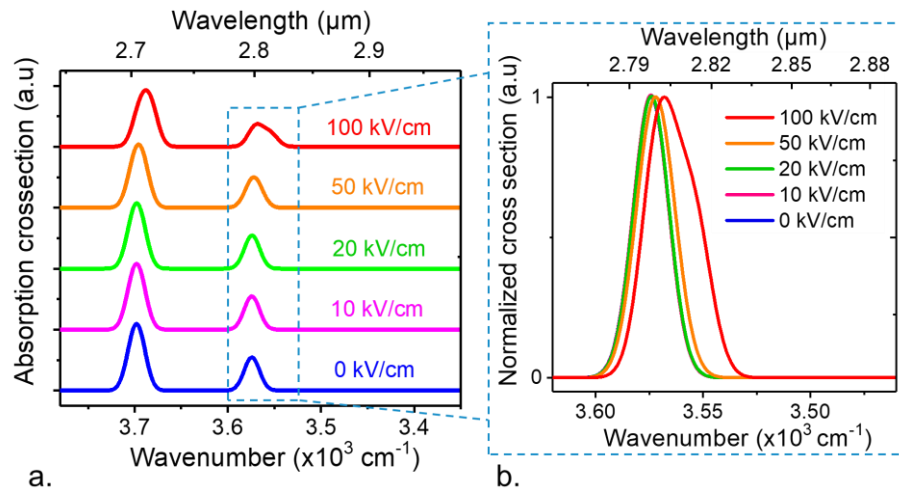 Wavelength (μm)
2.7 2.8 2.9
Absorption crossection (a.u)
100 kV/cm
50 kV/cm
20 kV/cm
10 kV/cm
0 kV/cm
3.7 3.6 3.5 3.4
Wavenumber (x10³ cm⁻¹)
a.
Wavelength (μm)
2.79 2.82 2.85 2.88
Normalized cross section (a.u)
1
0
100 kV/cm
50 kV/cm
20 kV/cm
10 kV/cm
0 kV/cm
3.60 3.55 3.50
Wavenumber (x10³ cm⁻¹)
b.